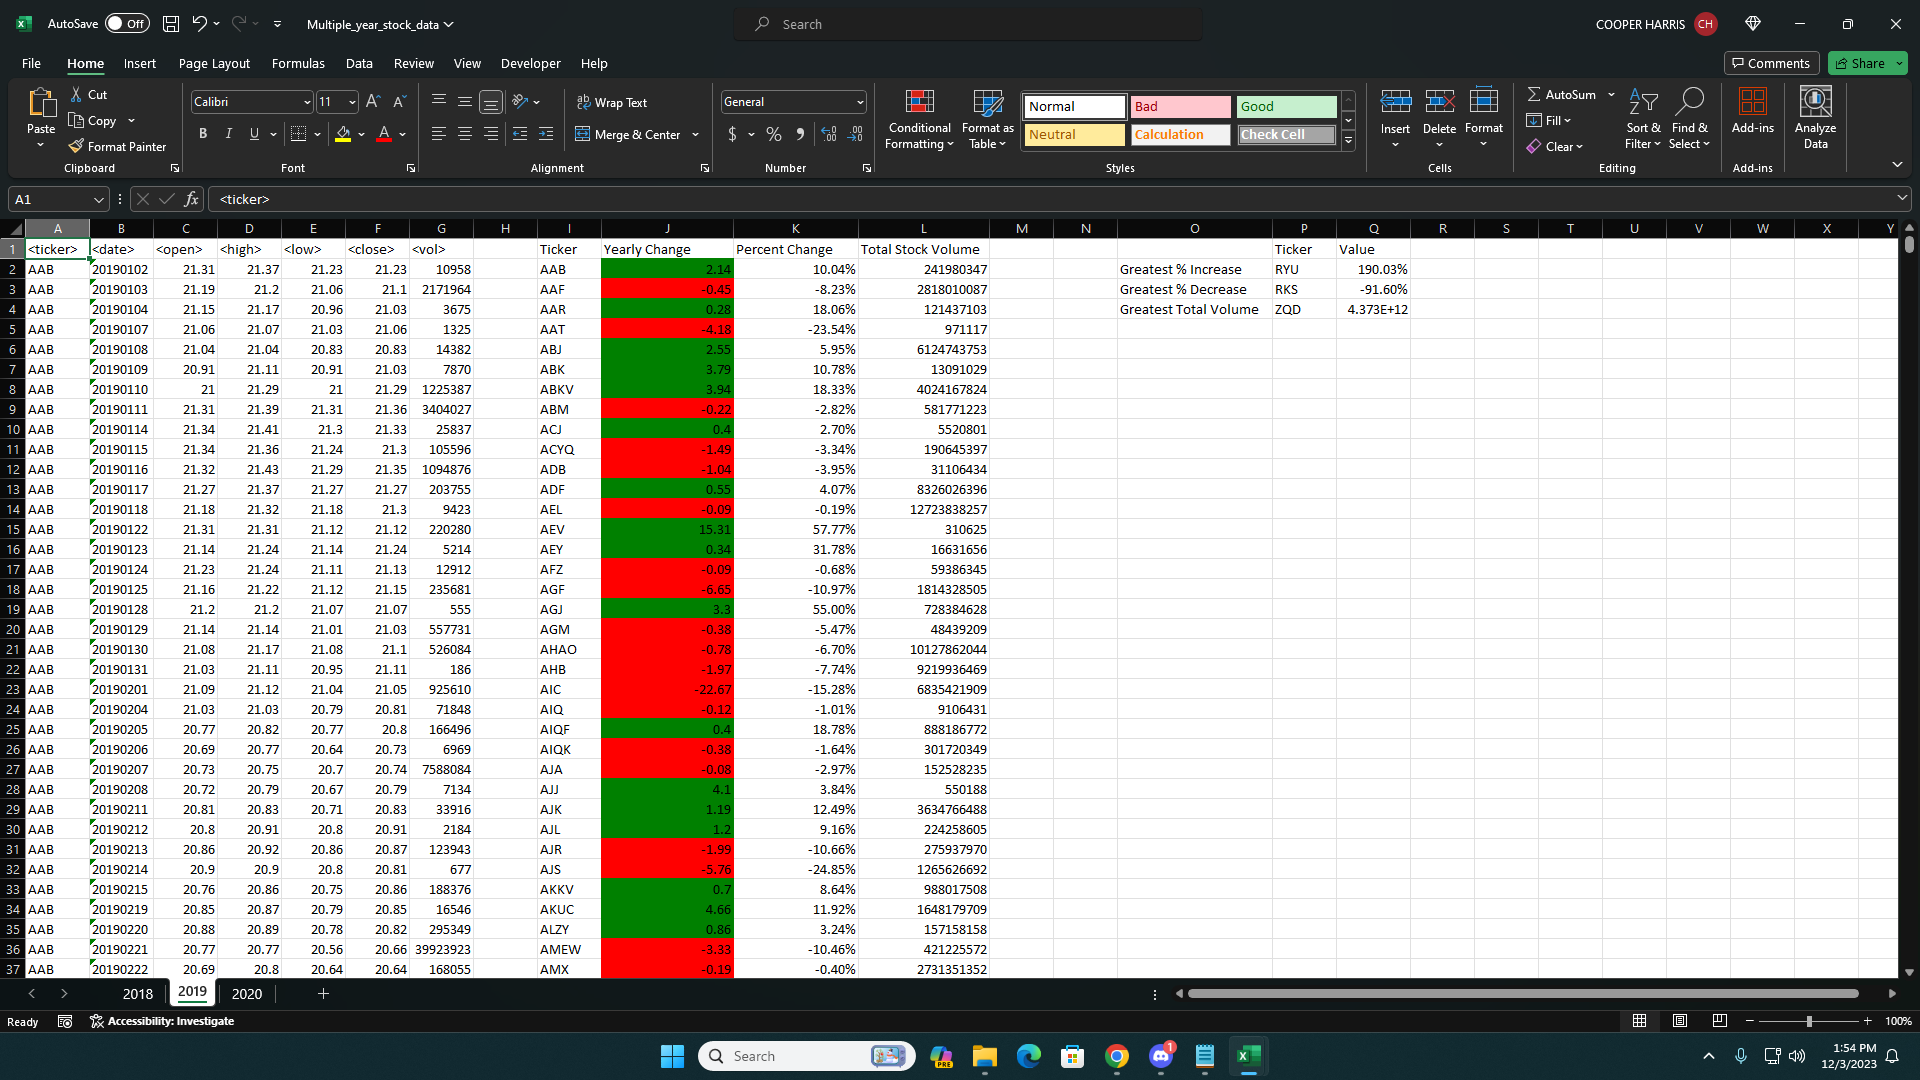 AutoSave Off Multiple_year_stock_data Search COOPER HARRIS CH
File Home Insert Page Layout Formulas Data Review View Developer Help Comments Share
Paste Cut Copy Format Painter Clipboard
Calibri 11 B I U Font
Wrap Text Merge & Center Alignment
General $ % Number
Conditional Formatting Format as Table Normal Bad Good Neutral Calculation Check Cell Styles
Insert Delete Format Cells
AutoSum Fill Clear Sort & Filter Find & Select Editing
Add-ins Add-ins Analyze Data
A1 fx <ticker>
A B C D E F G H I J K L M N O P Q R S T U V W X Y
1 <ticker> <date> <open> <high> <low> <close> <vol> Ticker Yearly Change Percent Change Total Stock Volume Ticker Value
2 AAB 20190102 21.31 21.37 21.23 21.23 10958 AAB 2.14 10.04% 241980347 Greatest % Increase RYU 190.03%
3 AAB 20190103 21.19 21.2 21.06 21.1 2171964 AAF -0.45 -8.23% 2818010087 Greatest % Decrease RKS -91.60%
4 AAB 20190104 21.15 21.17 20.96 21.03 3675 AAR 0.28 18.06% 121437103 Greatest Total Volume ZQD 4.373E+12
5 AAB 20190107 21.06 21.07 21.03 21.06 1325 AAT -4.18 -23.54% 971117
6 AAB 20190108 21.04 21.04 20.83 20.83 14382 ABJ 2.55 5.95% 6124743753
7 AAB 20190109 20.91 21.11 20.91 21.03 7870 ABK 3.79 10.78% 13091029
8 AAB 20190110 21 21.29 21 21.29 1225387 ABKV 3.94 18.33% 4024167824
9 AAB 20190111 21.31 21.39 21.31 21.36 3404027 ABM -0.22 -2.82% 581771223
10 AAB 20190114 21.34 21.41 21.3 21.33 25837 ACJ 0.4 2.70% 5520801
11 AAB 20190115 21.34 21.36 21.24 21.3 105596 ACYQ -1.49 -3.34% 190645397
12 AAB 20190116 21.32 21.43 21.29 21.35 1094876 ADB -1.04 -3.95% 31106434
13 AAB 20190117 21.27 21.37 21.27 21.27 203755 ADF 0.55 4.07% 8326026396
14 AAB 20190118 21.18 21.32 21.18 21.3 9423 AEL -0.09 -0.19% 12723838257
15 AAB 20190122 21.31 21.31 21.12 21.12 220280 AEV 15.31 57.77% 310625
16 AAB 20190123 21.14 21.24 21.14 21.24 5214 AEY 0.34 31.78% 16631656
17 AAB 20190124 21.23 21.24 21.11 21.13 12912 AFZ -0.09 -0.68% 59386345
18 AAB 20190125 21.16 21.22 21.12 21.15 235681 AGF -6.65 -10.97% 1814328505
19 AAB 20190128 21.2 21.2 21.07 21.07 555 AGJ 3.3 55.00% 728384628
20 AAB 20190129 21.14 21.14 21.01 21.03 557731 AGM -0.38 -5.47% 48439209
21 AAB 20190130 21.08 21.17 21.08 21.1 526084 AHAO -0.78 -6.70% 10127862044
22 AAB 20190131 21.03 21.11 20.95 21.11 186 AHB -1.97 -7.74% 9219936469
23 AAB 20190201 21.09 21.12 21.04 21.05 925610 AIC -22.67 -15.28% 6835421909
24 AAB 20190204 21.03 21.03 20.79 20.81 71848 AIQ -0.12 -1.01% 9106431
25 AAB 20190205 20.77 20.82 20.77 20.8 166496 AIQF 0.4 18.78% 888186772
26 AAB 20190206 20.69 20.77 20.64 20.73 6969 AIQK -0.38 -1.64% 301720349
27 AAB 20190207 20.73 20.75 20.7 20.74 7588084 AJA -0.08 -2.97% 152528235
28 AAB 20190208 20.72 20.79 20.67 20.79 7134 AJJ 4.1 3.84% 550188
29 AAB 20190211 20.81 20.83 20.71 20.83 33916 AJK 1.19 12.49% 3634766488
30 AAB 20190212 20.8 20.91 20.8 20.91 2184 AJL 1.2 9.16% 224258605
31 AAB 20190213 20.86 20.92 20.86 20.87 123943 AJR -1.99 -10.66% 275937970
32 AAB 20190214 20.9 20.9 20.8 20.81 677 AJS -5.76 -24.85% 1265626692
33 AAB 20190215 20.76 20.86 20.75 20.86 188376 AKKV 0.7 8.64% 988017508
34 AAB 20190219 20.85 20.87 20.79 20.85 16546 AKUC 4.66 11.92% 1648179709
35 AAB 20190220 20.88 20.89 20.78 20.82 295349 ALZY 0.86 3.24% 157158158
36 AAB 20190221 20.77 20.77 20.56 20.66 39923923 AMEW -3.33 -10.46% 421225572
37 AAB 20190222 20.69 20.8 20.64 20.64 168055 AMX -0.19 -0.40% 2731351352
2018 2019 2020
Ready Accessibility: Investigate 100%
Search PRE 1 1:54 PM
12/3/2023